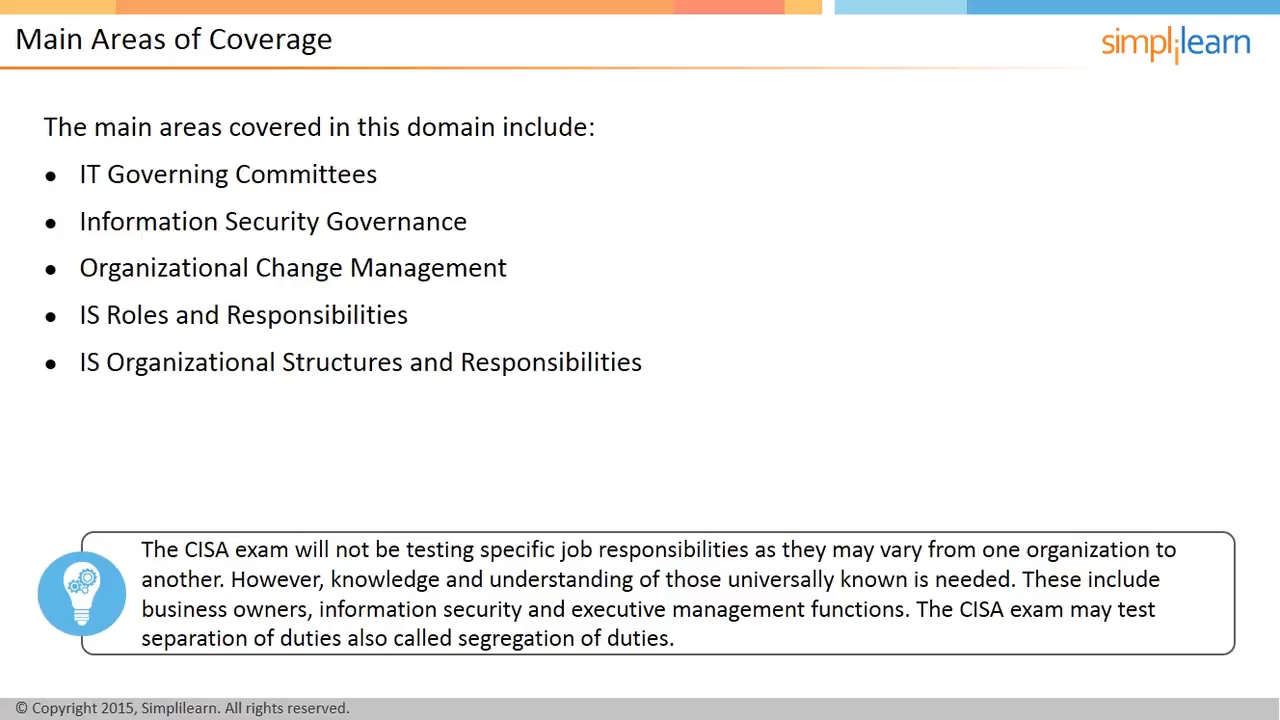 Main Areas of Coverage
simplilearn
The main areas covered in this domain include:
• IT Governing Committees
• Information Security Governance
• Organizational Change Management
• IS Roles and Responsibilities
• IS Organizational Structures and Responsibilities
The CISA exam will not be testing specific job responsibilities as they may vary from one organization to
another. However, knowledge and understanding of those universally known is needed. These include
business owners, information security and executive management functions. The CISA exam may test
separation of duties also called segregation of duties.
© Copyright 2015, Simplilearn. All rights reserved.